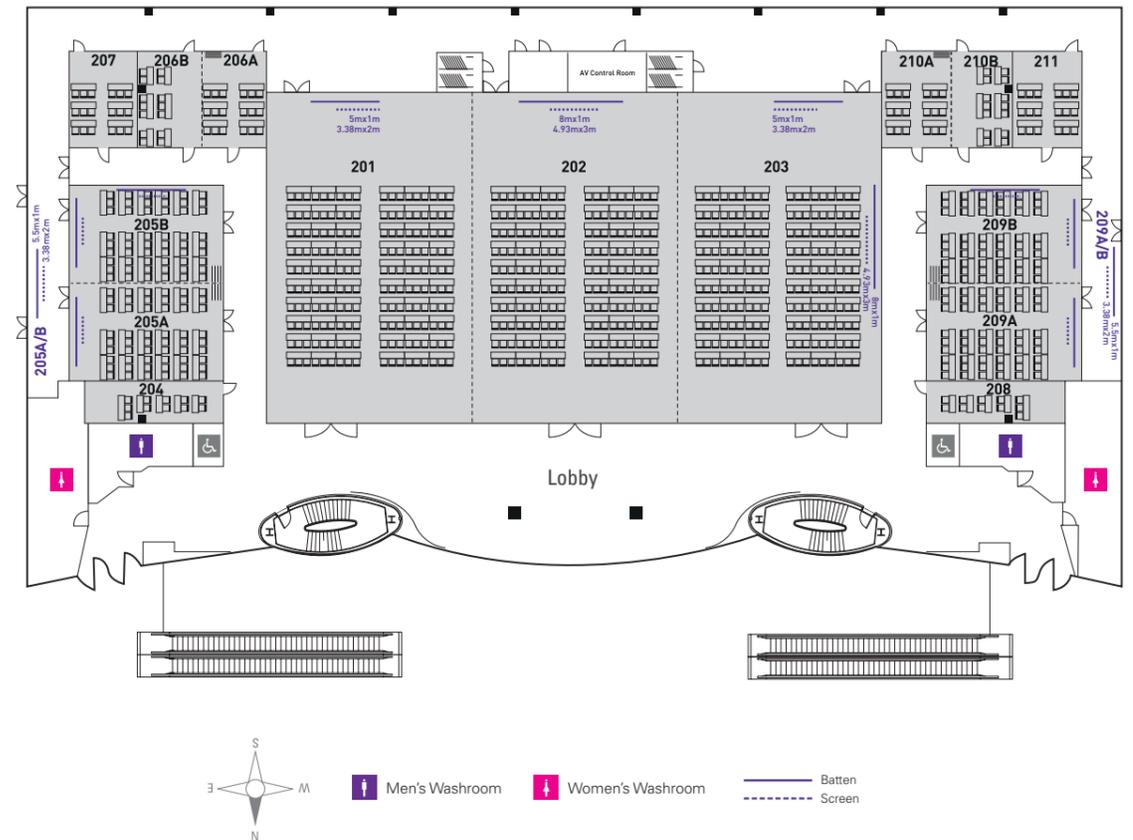 207
206B
206A
AV Control Room
210A
210B
211
5mx1m
3.38mx2m
8mx1m
4.93mx3m
5mx1m
3.38mx2m
201
202
203
205B
5.5mx1m
3.38mx2m
205A/B
205A
204
4.93mx3m
8mx1m
209B
209A/B
3.38mx2m
5.5mx1m
209A
208
Lobby
S
E
W
N
Men's Washroom
Women's Washroom
Batten
Screen